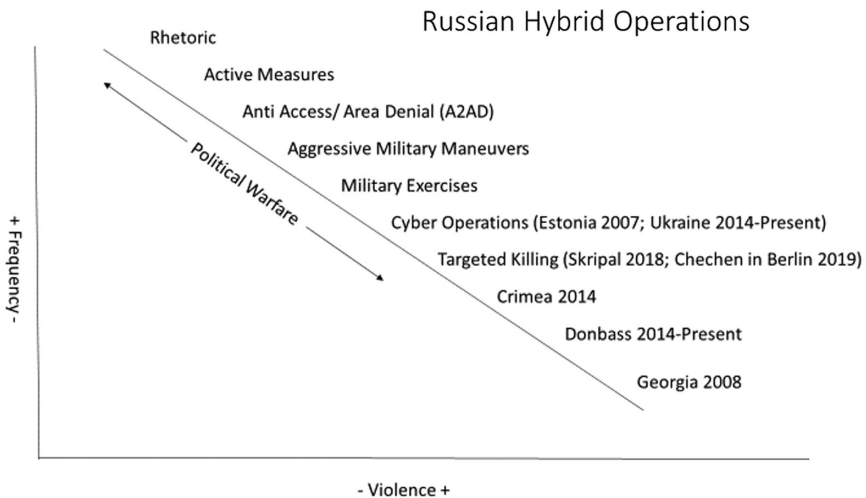 Russian Hybrid Operations
Rhetoric
Active Measures
Anti Access/ Area Denial (A2AD)
Aggressive Military Maneuvers
Military Exercises
Cyber Operations (Estonia 2007; Ukraine 2014-Present)
Targeted Killing (Skripal 2018; Chechen in Berlin 2019)
Crimea 2014
Donbass 2014-Present
Georgia 2008
Political Warfare
+ Frequency -
- Violence +